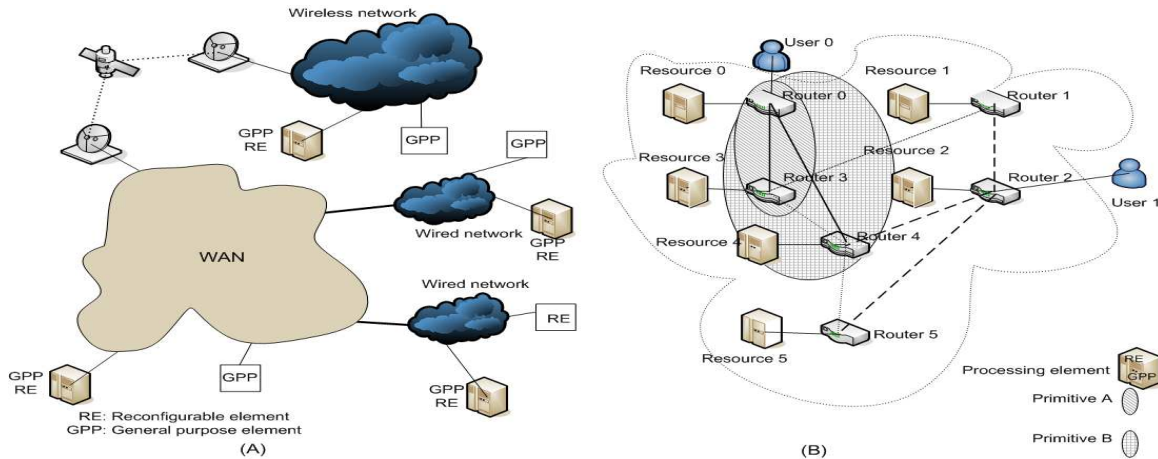 Wireless network
GPP
RE
GPP
GPP
Wired network
GPP
RE
WAN
Wired network
RE
GPP
RE
GPP
GPP
RE
RE: Reconfigurable element
GPP: General purpose element
(A)
User 0
Resource 0
Router 0
Resource 1
Router 1
Resource 3
Router 3
Resource 2
Router 2
User 1
Resource 4
Router 4
Resource 5
Router 5
Processing element
RE
GPP
Primitive A
Primitive B
(B)